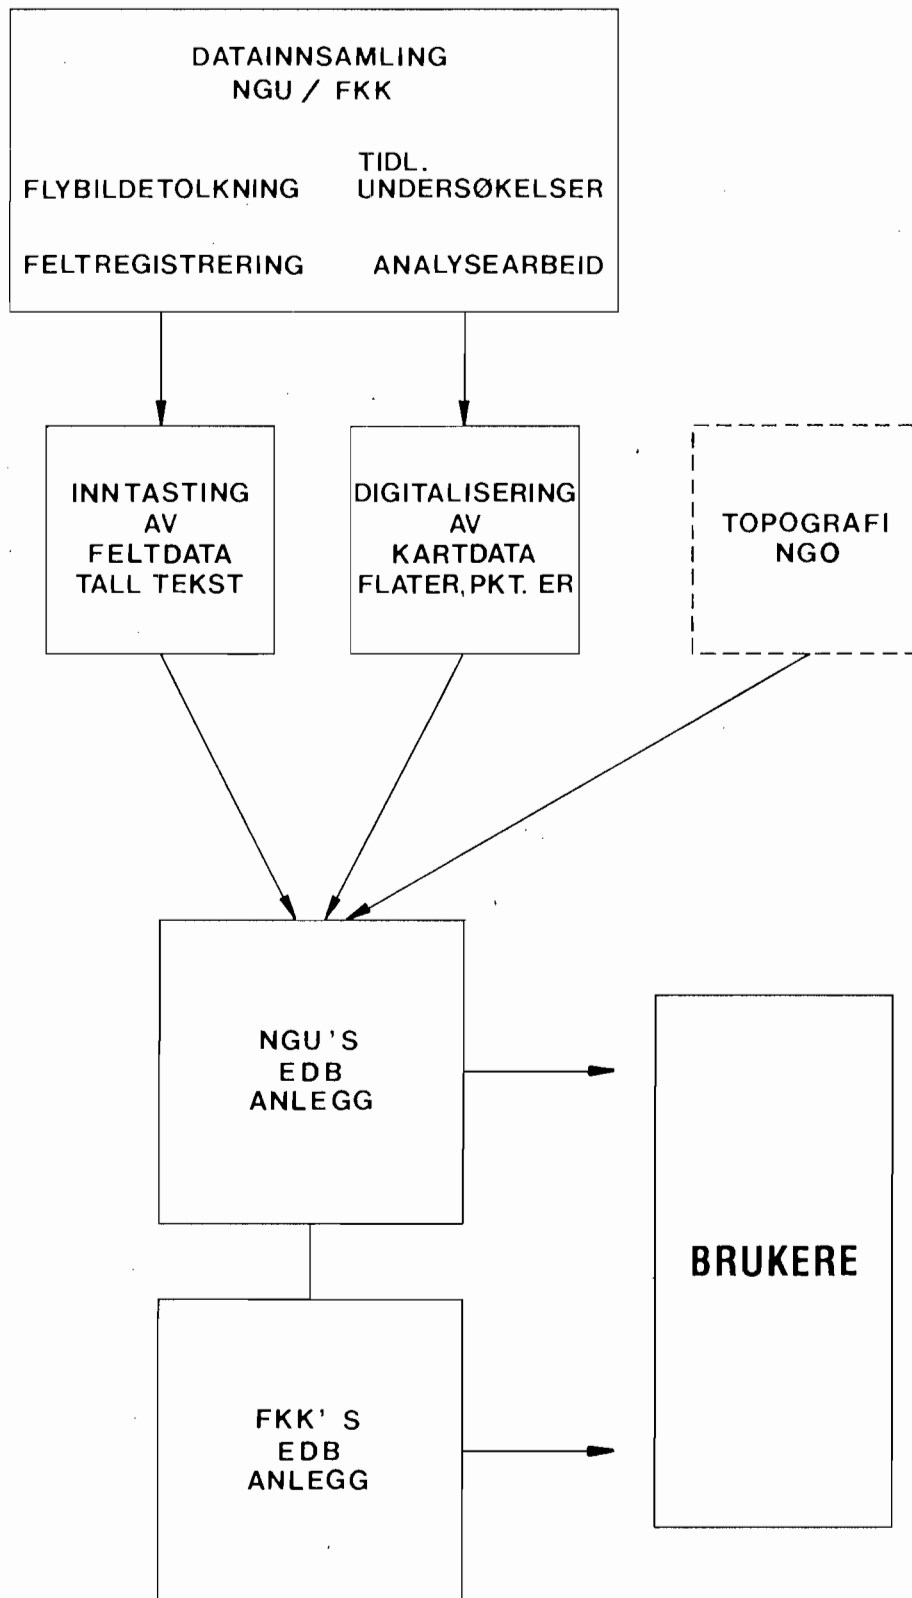 DATAINNSAMLING
NGU / FKK
FLYBILDETOLKNING
TIDL.
UNDERSØKELSER
FELTREGISTRERING
ANALYSEARBEID
INNTASTING
AV
FELTDATA
TALL TEKST
DIGITALISERING
AV
KARTDATA
FLATER, PKT. ER
TOPOGRAFI
NGO
NGU'S
EDB
ANLEGG
BRUKERE
FKK' S
EDB
ANLEGG